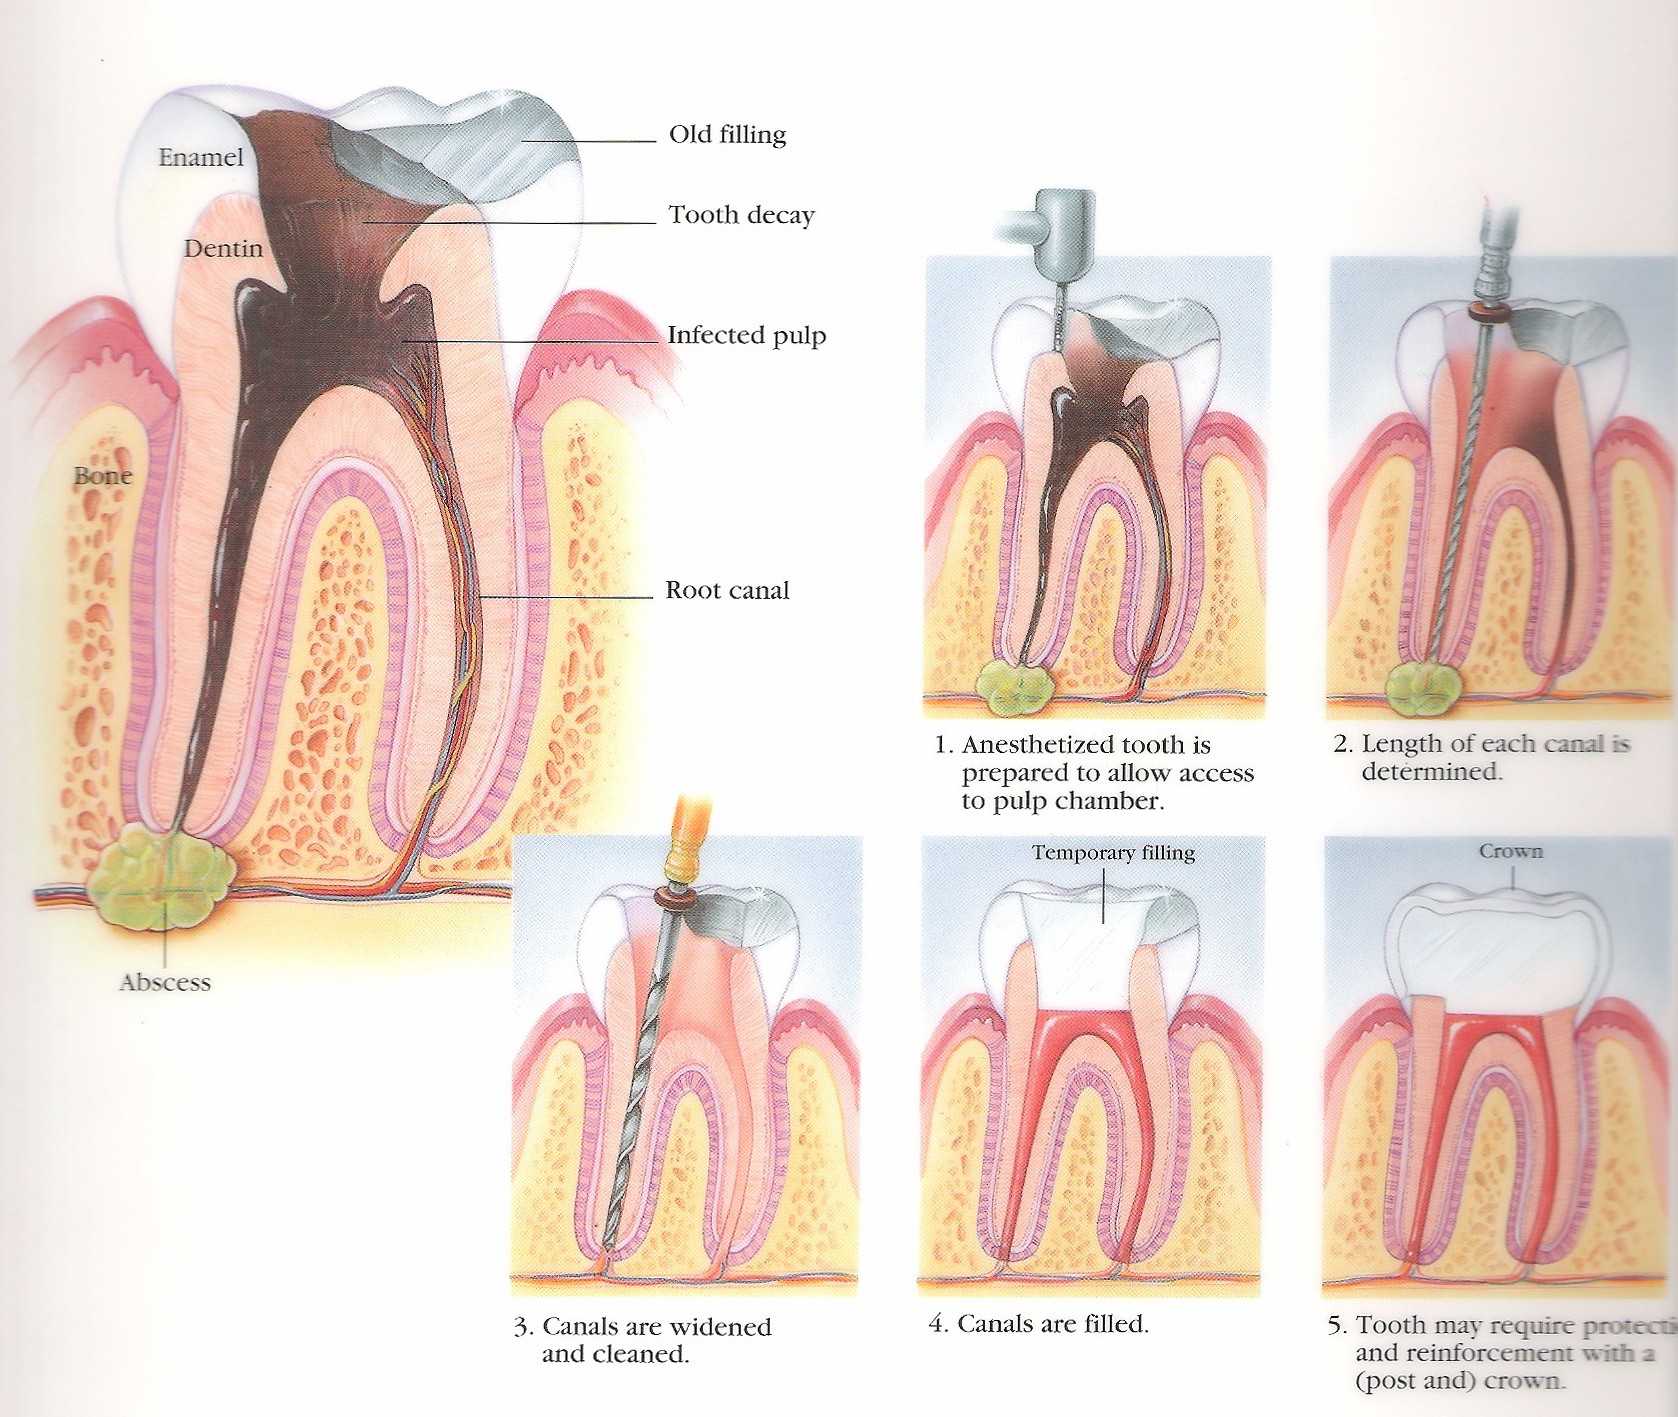 Enamel
Old filling
Tooth decay
Dentin
Infected pulp
Bone
Root canal
Abscess
1. Anesthetized tooth is
prepared to allow access
to pulp chamber.
2. Length of each canal is
determined.
3. Canals are widened
and cleaned.
Temporary filling
4. Canals are filled.
Crown
5. Tooth may require protecti
and reinforcement with a
(post and) crown.